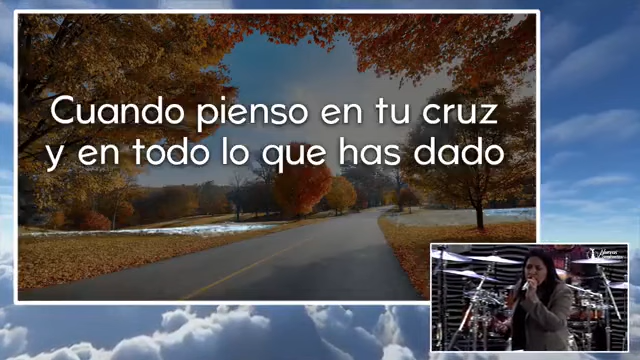 Cuando pienso en tu cruz
y en todo lo que has dado